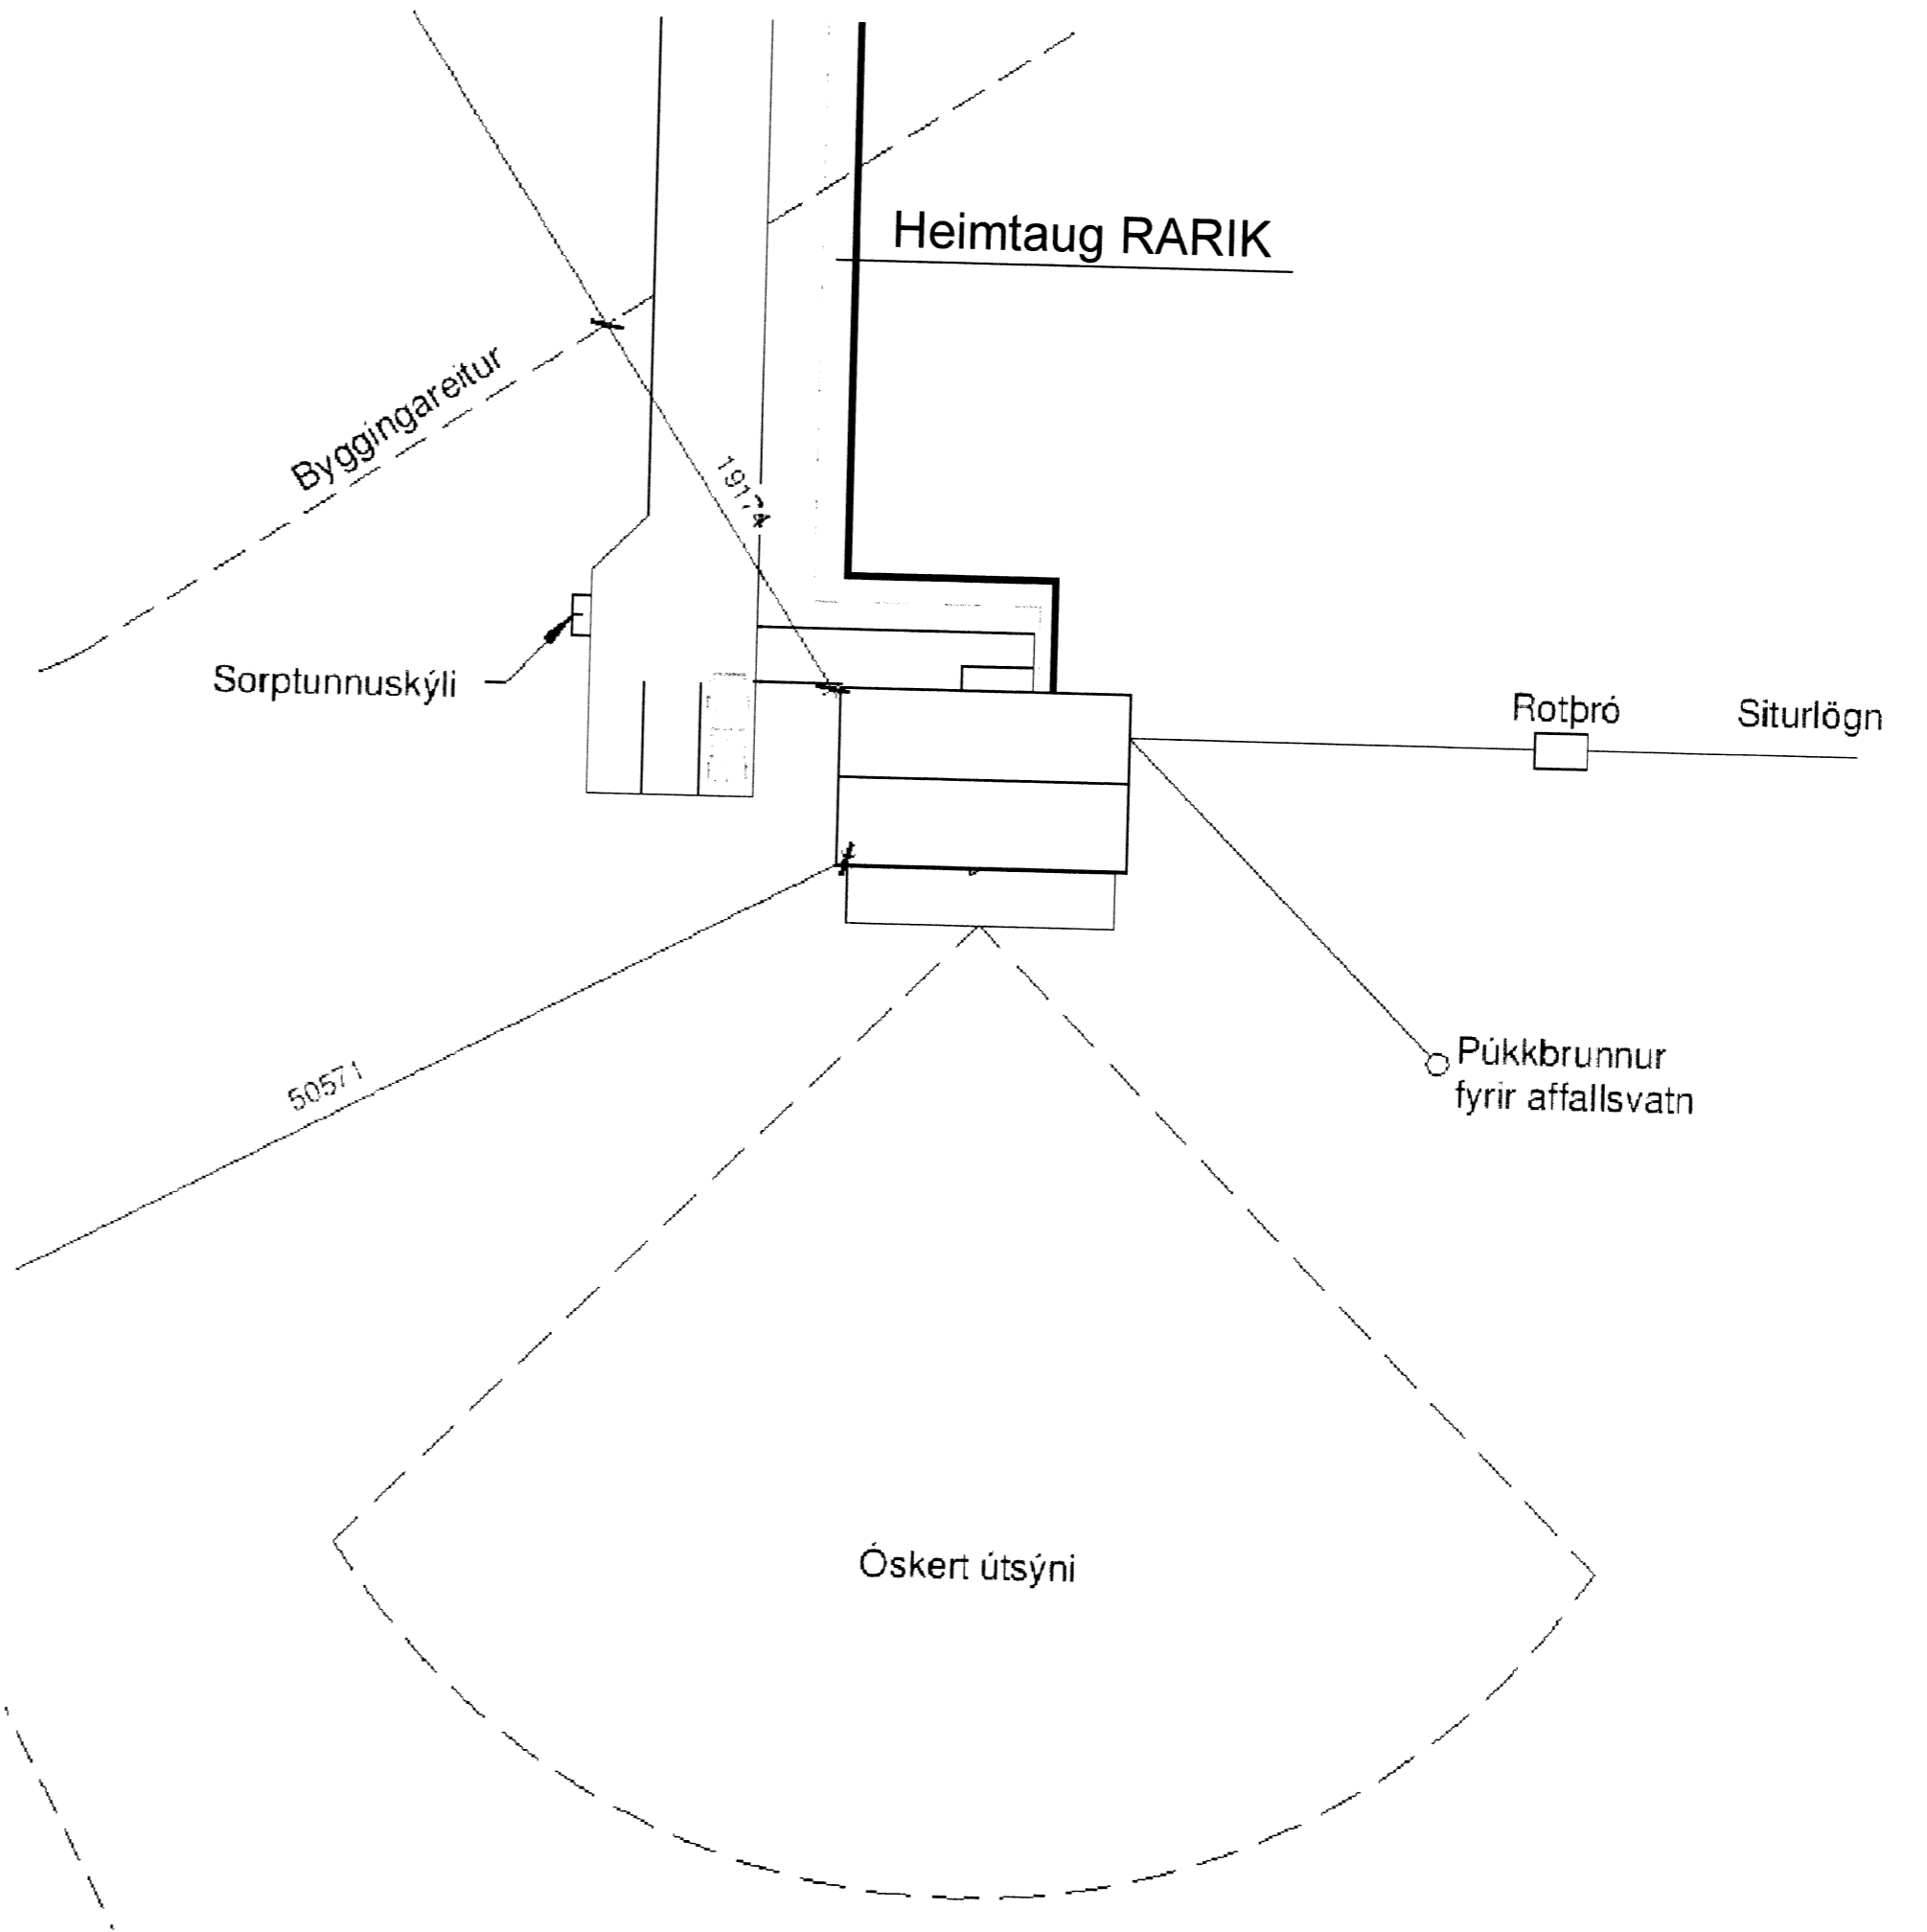 Heimtaug RARIK
Byggingareitur
19174
Sorptunnuskýli
Rotþró
Siturlögn
50571
Púkkbrunnur
fyrir affallsvatn
Óskert útsýni